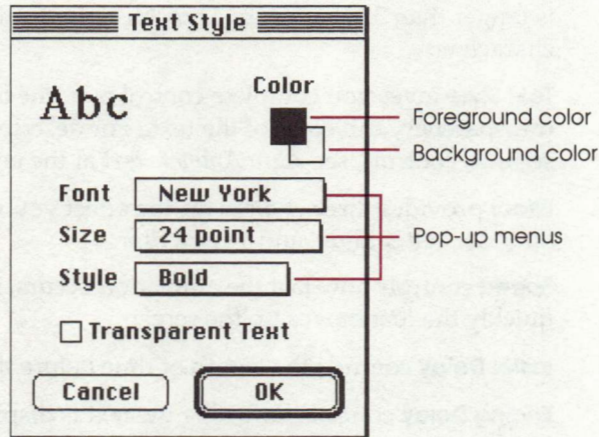 Text Style
Abc
Color
Foreground color
Background color
Font New York
Size 24 point
Pop-up menus
Style Bold
Transparent Text
Cancel OK